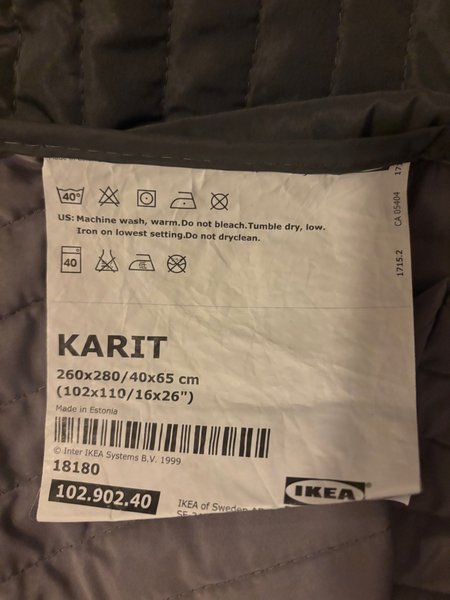 40°
US: Machine wash, warm.Do not bleach.Tumble dry, low.
Iron on lowest setting.Do not dryclean.
40
KARIT
260x280/40x65 cm
(102x110/16x26")
Made in Estonia
© Inter IKEA Systems B.V. 1999
18180
102.902.40
IKEA
IKEA of Sweden
CA 05404
1715.2